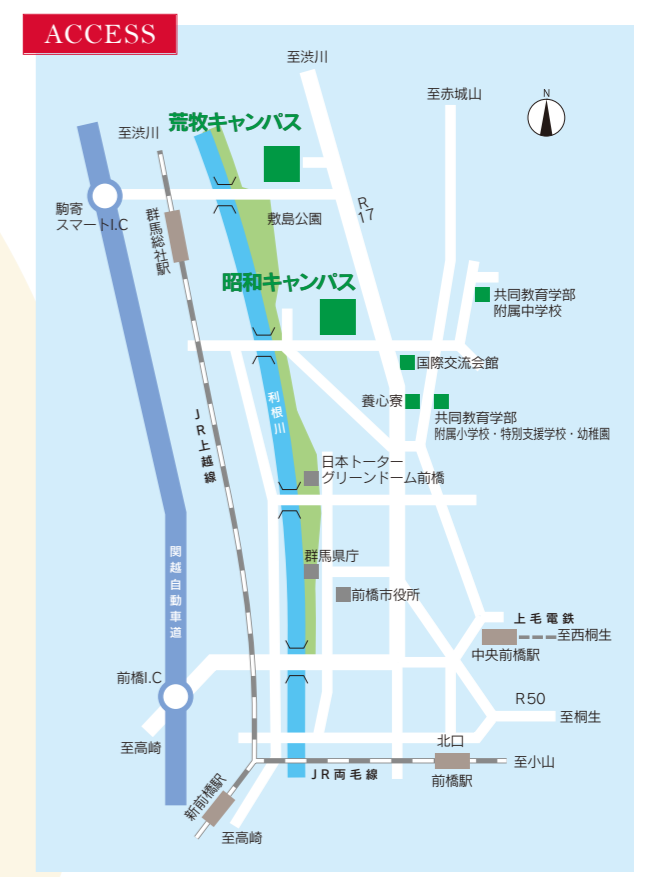 ACCESS
至渋川
至赤城山
N
荒牧キャンパス
至渋川
駒寄
スマートI.C
群馬総社駅
敷島公園
R
17
昭和キャンパス
共同教育学部
附属中学校
国際交流会館
養心寮
共同教育学部
附属小学校・特別支援学校・幼稚園
利根川
JR上越線
日本トーター
グリーンドーム前橋
群馬県庁
前橋市役所
関越自動車道
上毛電鉄
至西桐生
中央前橋駅
前橋I.C
R50
至桐生
至高崎
北口
至小山
JR両毛線
前橋駅
新前橋駅
至高崎